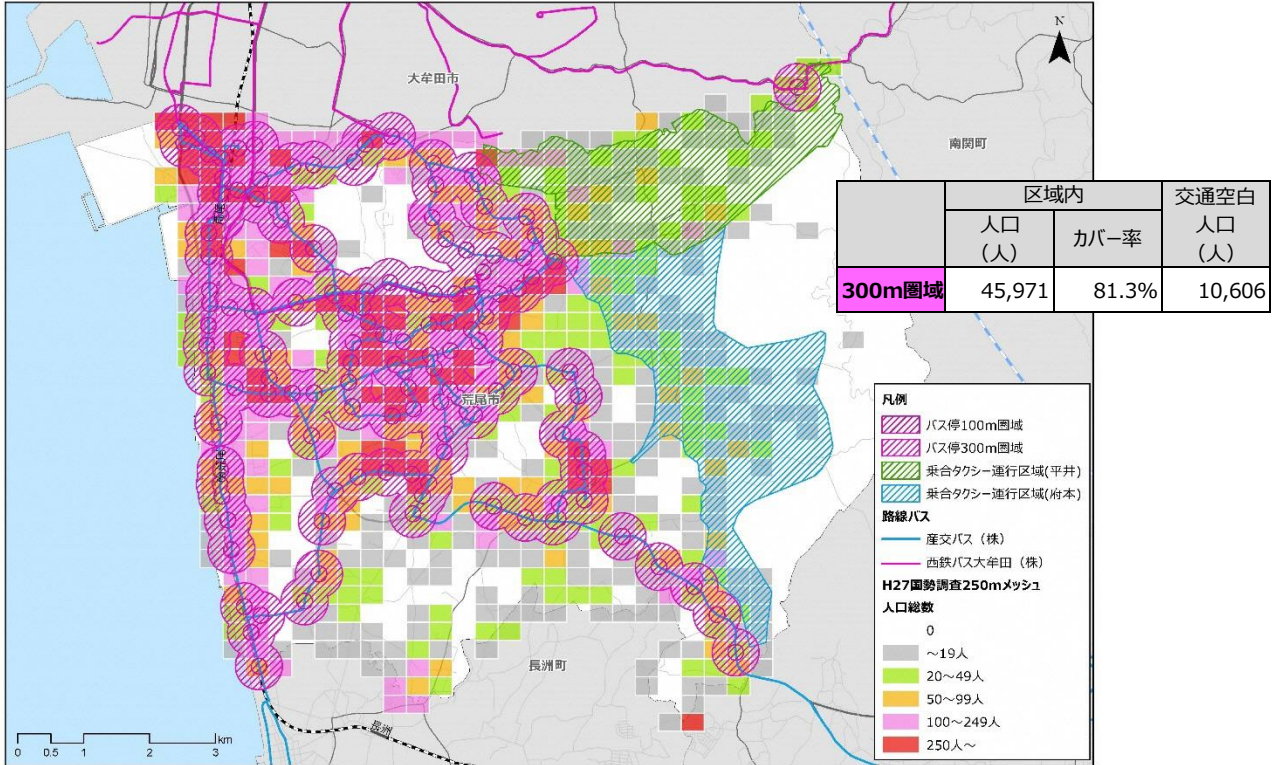 N
大牟田市
南関町
荒尾
荒尾市
南荒尾
長洲町
長洲
区域内
交通空白
人口
(人)
人口
(人)
カバー率
300m圏域
45,971
81.3%
10,606
凡例
バス停100m圏域
バス停300m圏域
乗合タクシー運行区域(平井)
乗合タクシー運行区域(府本)
路線バス
産交バス（株）
西鉄バス大牟田（株）
H27国勢調査250mメッシュ
人口総数
0
～19人
20～49人
50～99人
100～249人
250人～
0 0.5 1 2 3 km